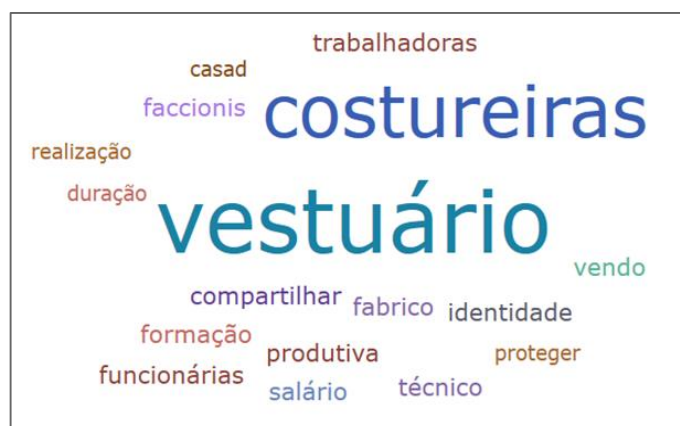 trabalhadoras
casad
faccionis
costureiras
realização
duração
vestuário
vendo
compartilhar
fabrico
identidade
formação
produtiva
proteger
funcionárias
salário
técnico